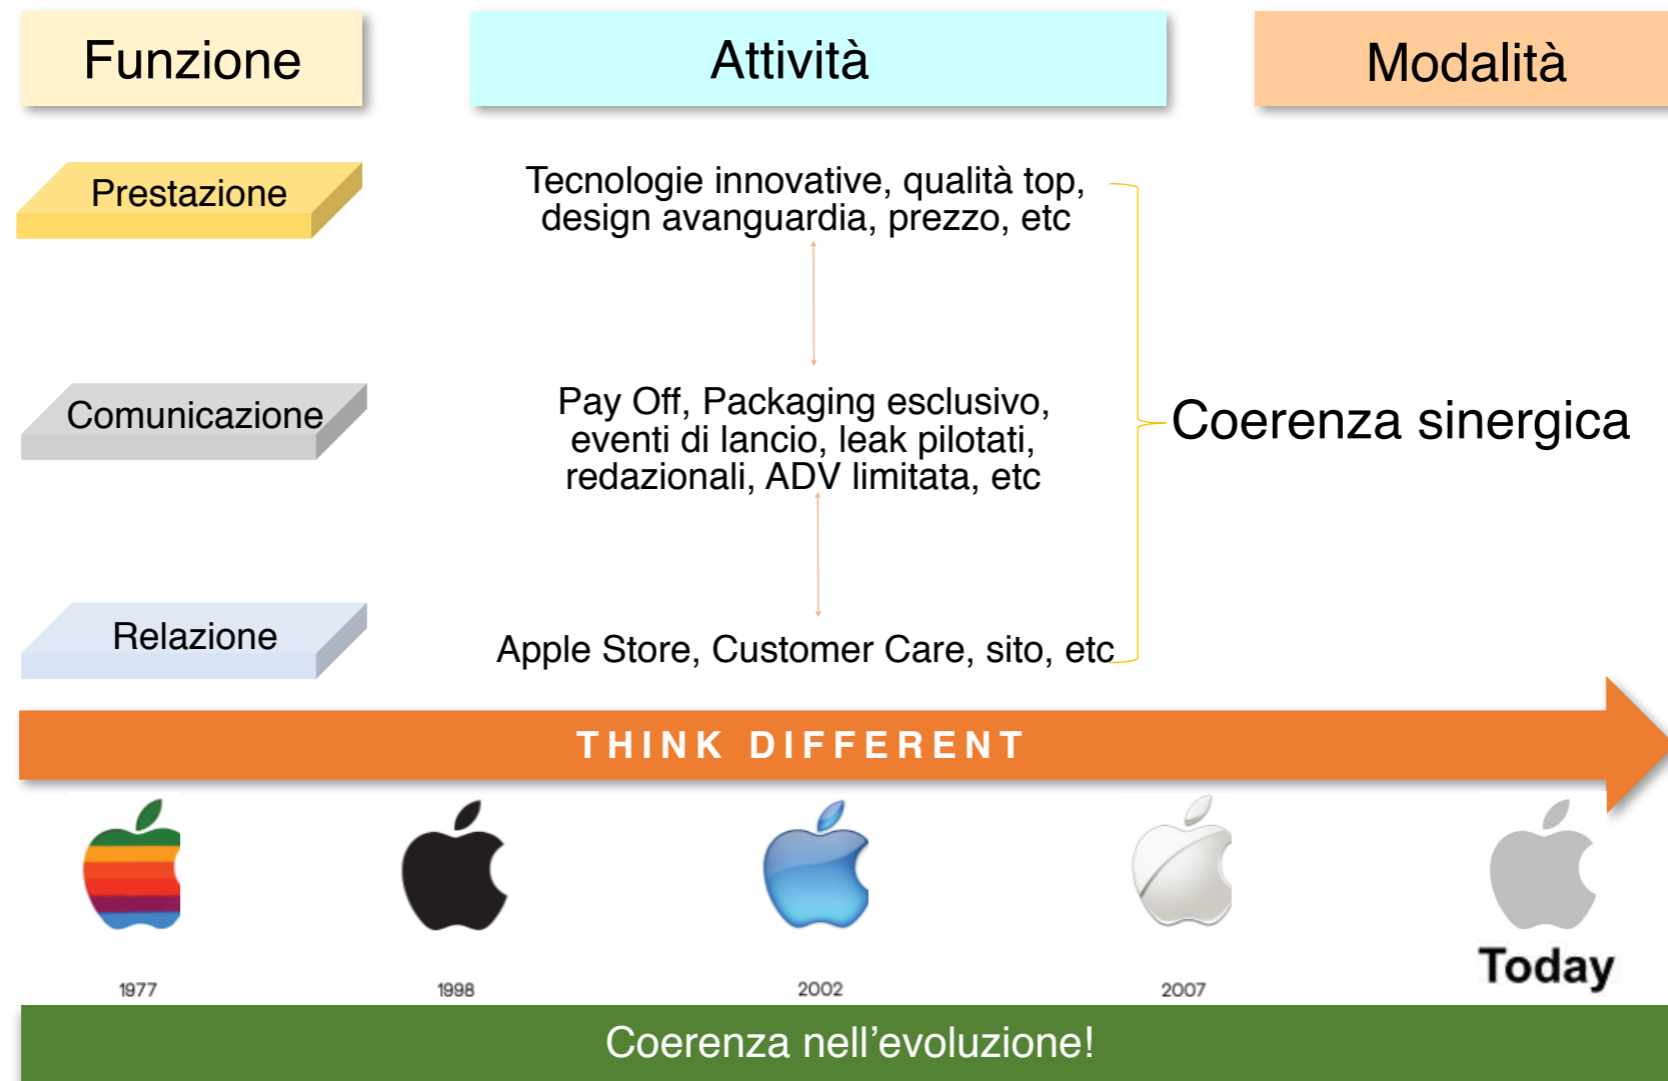 Funzione
Attività
Modalità
Prestazione
Tecnologie innovative, qualità top,
design avanguardia, prezzo, etc
Comunicazione
Pay Off, Packaging esclusivo,
eventi di lancio, leak pilotati,
redazionali, ADV limitata, etc
Coerenza sinergica
Relazione
Apple Store, Customer Care, sito, etc
THINK DIFFERENT
1977
1998
2002
2007
Today
Coerenza nell’evoluzione!